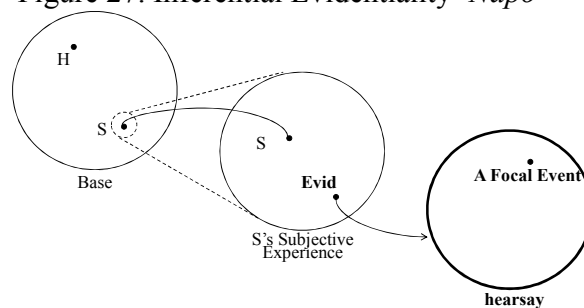 Figure 27. Inferential Evidentiality -Napo
H
S
Base
S
Evid
S's Subjective
Experience
A Focal Event
hearsay